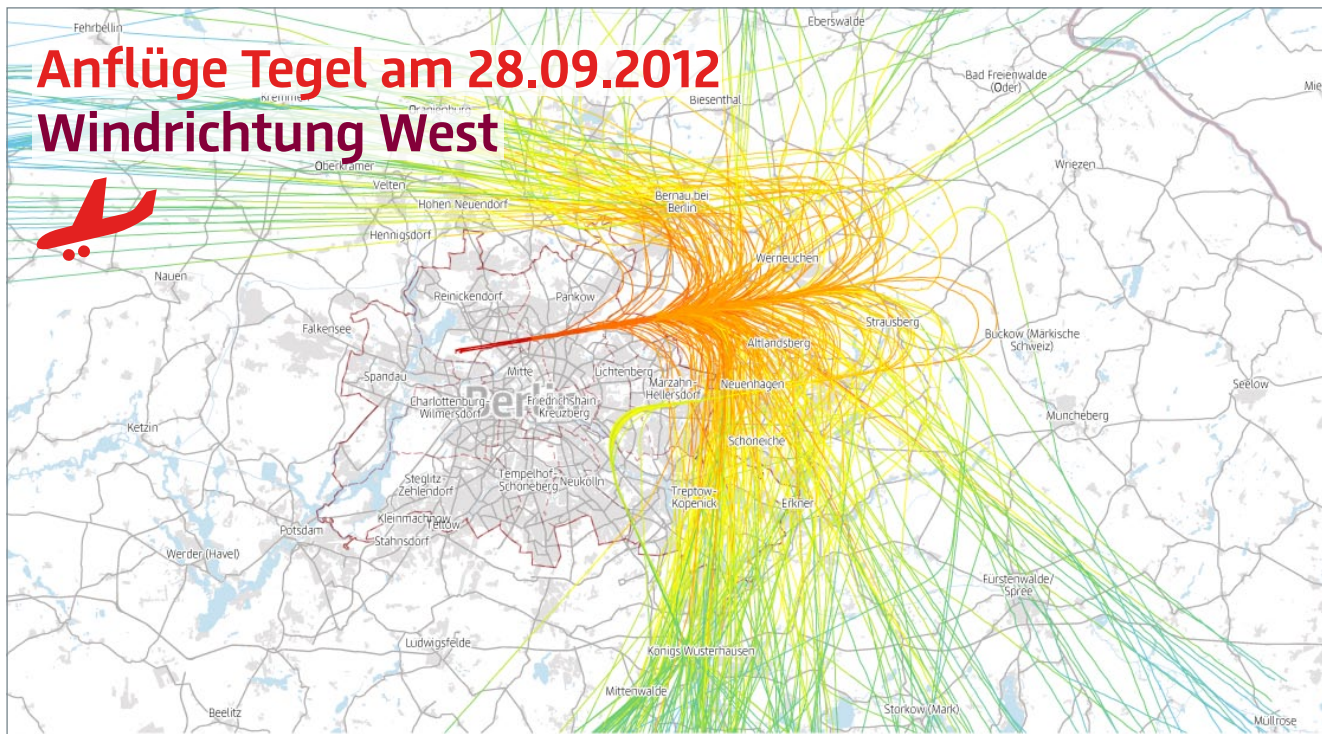 Fehrbellin
Eberswalde
Anflüge Tegel am 28.09.2012
Windrichtung West
Kremmen
Oranienburg
Biesenthal
Bad Freienwalde
(Oder)
Oberkrämer
Velten
Wriezen
Hohen Neuendorf
Bernau bei
Berlin
Hennigsdorf
Nauen
Werneuchen
Reinickendorf
Pankow
Falkensee
Strausberg
Buckow (Märkische
Schweiz)
Altlandsberg
Spandau
Mitte
Lichtenberg
Marzahn-
Hellersdorf
Neuenhagen
Seelow
Berlin
Charlottenburg-
Wilmersdorf
Friedrichshain-
Kreuzberg
Müncheberg
Ketzin
Schöneiche
Steglitz-
Zehlendorf
Tempelhof-
Schöneberg
Neukölln
Treptow-
Köpenick
Erkner
Kleinmachnow
Teltow
Potsdam
Stahnsdorf
Werder (Havel)
Fürstenwalde/
Spree
Ludwigsfelde
Königs Wusterhausen
Mittenwalde
Beelitz
Storkow (Mark)
Müllrose